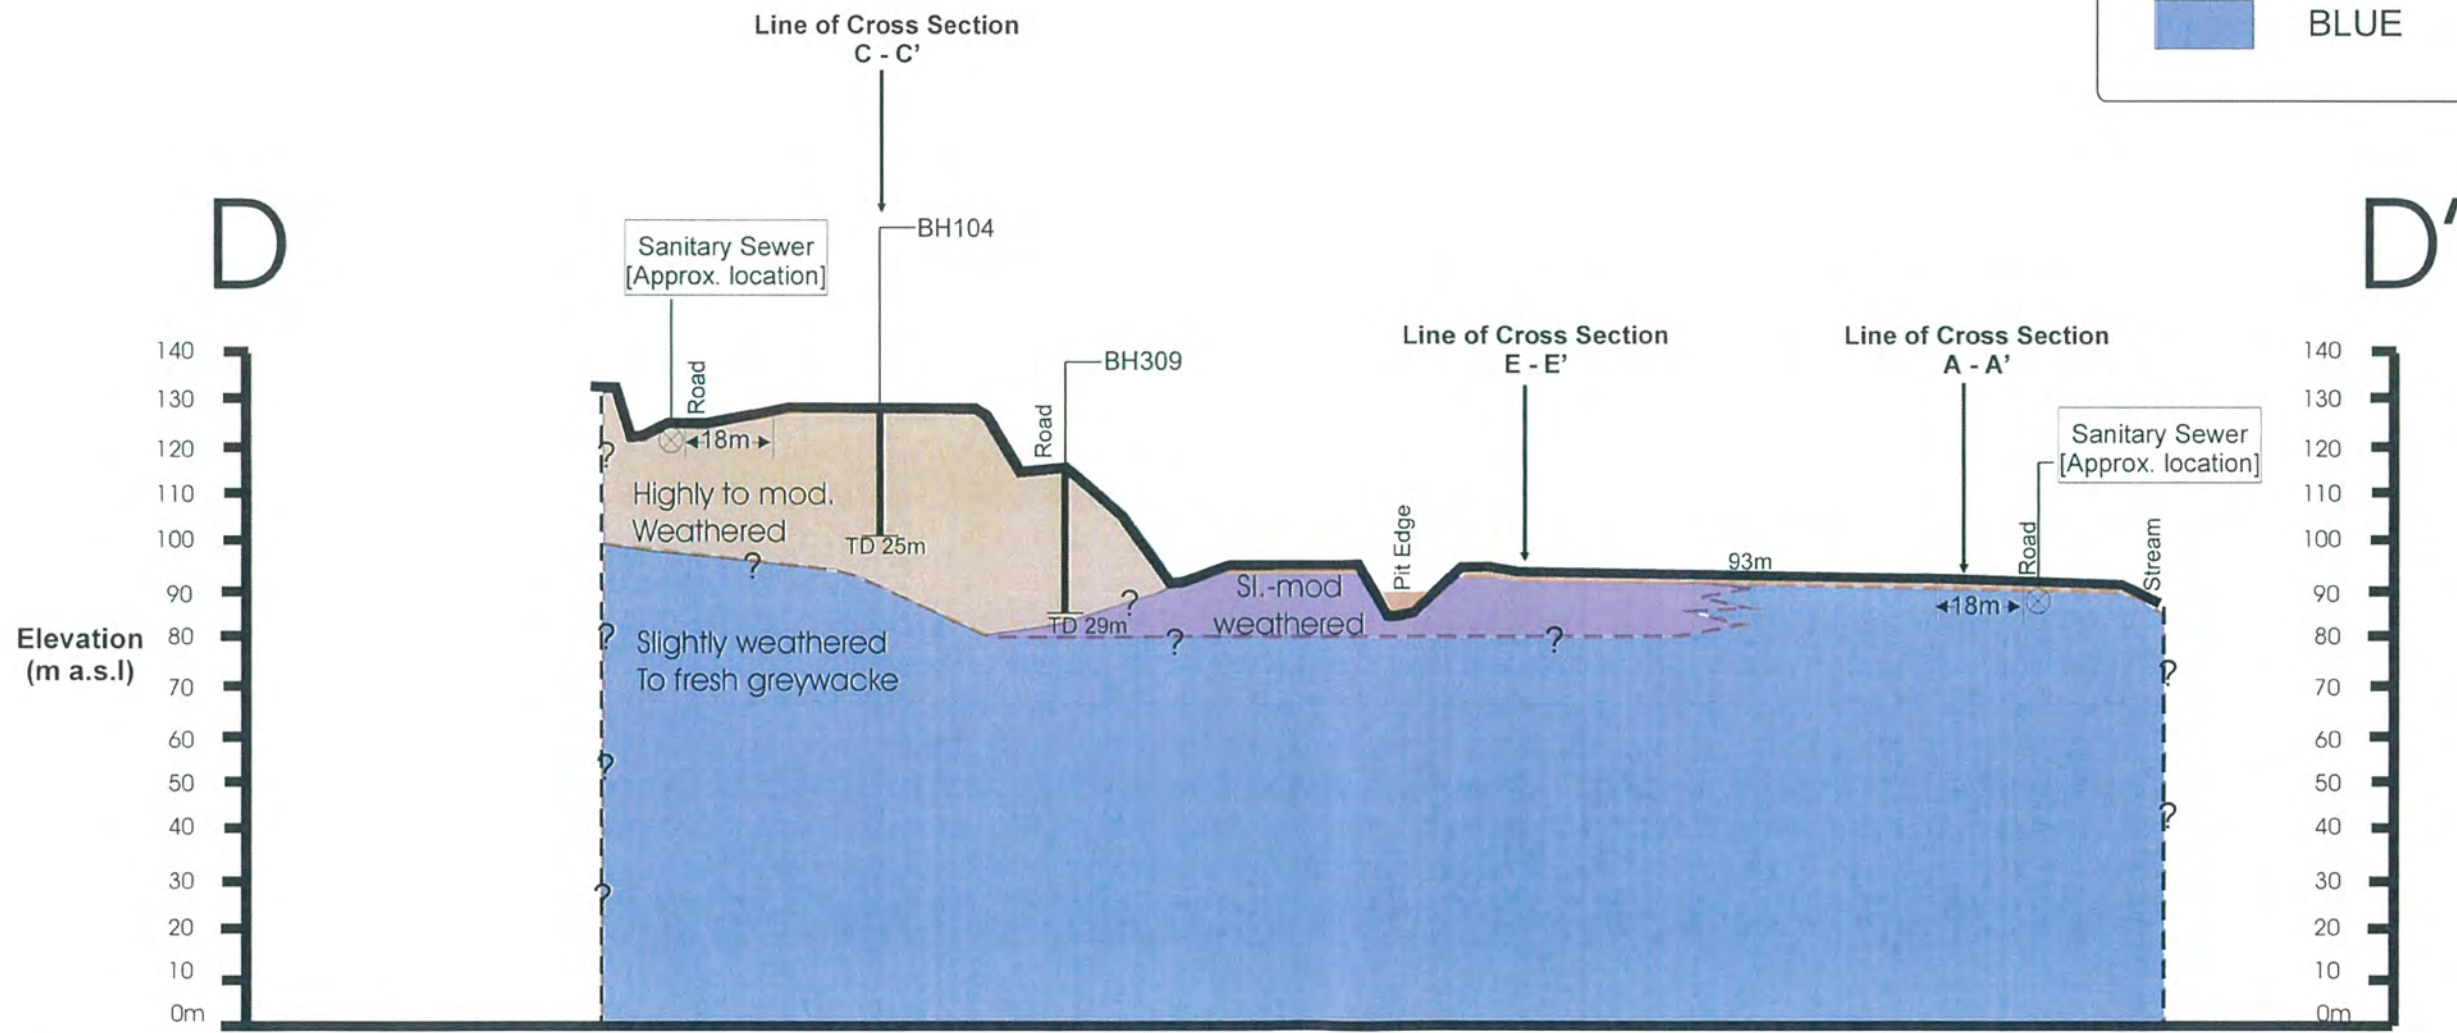 BLUE
Line of Cross Section
C - C'
D
D'
BH104
Sanitary Sewer
[Approx. location]
Road
18m
BH309
Road
Line of Cross Section
E - E'
Line of Cross Section
A - A'
Sanitary Sewer
[Approx. location]
Road
Stream
Pit Edge
93m
18m
Highly to mod.
Weathered
TD 25m
TD 29m
Sl.-mod
weathered
Slightly weathered
To fresh greywacke
?
?
?
?
?
?
?
?
?
?
Elevation
(m a.s.l)
140
130
120
110
100
90
80
70
60
50
40
30
20
10
0m
140
130
120
110
100
90
80
70
60
50
40
30
20
10
0m